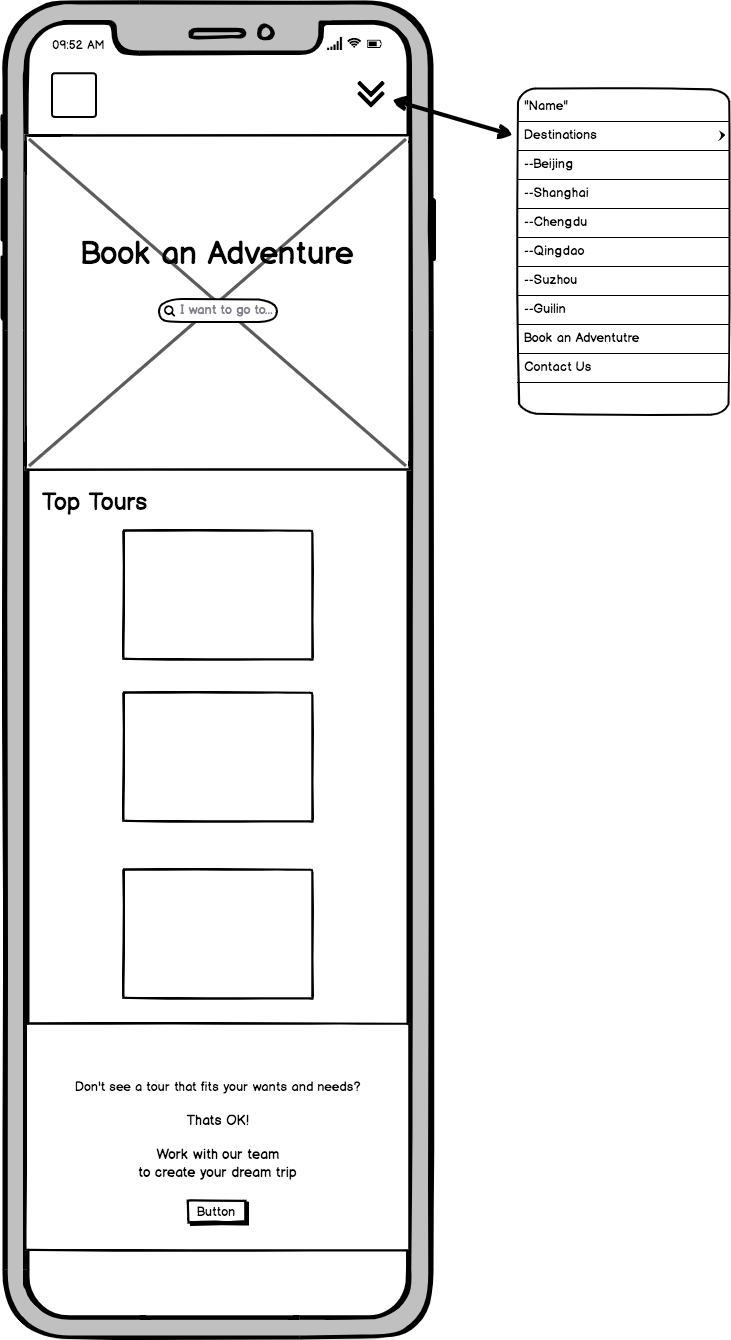 09:52 AM
Book an Adventure
I want to go to...
Top Tours
Don't see a tour that fits your wants and needs?
Thats OK!
Work with our team
to create your dream trip
Button
"Name"
Destinations
--Beijing
--Shanghai
--Chengdu
--Qingdao
--Suzhou
--Guilin
Book an Adventutre
Contact Us